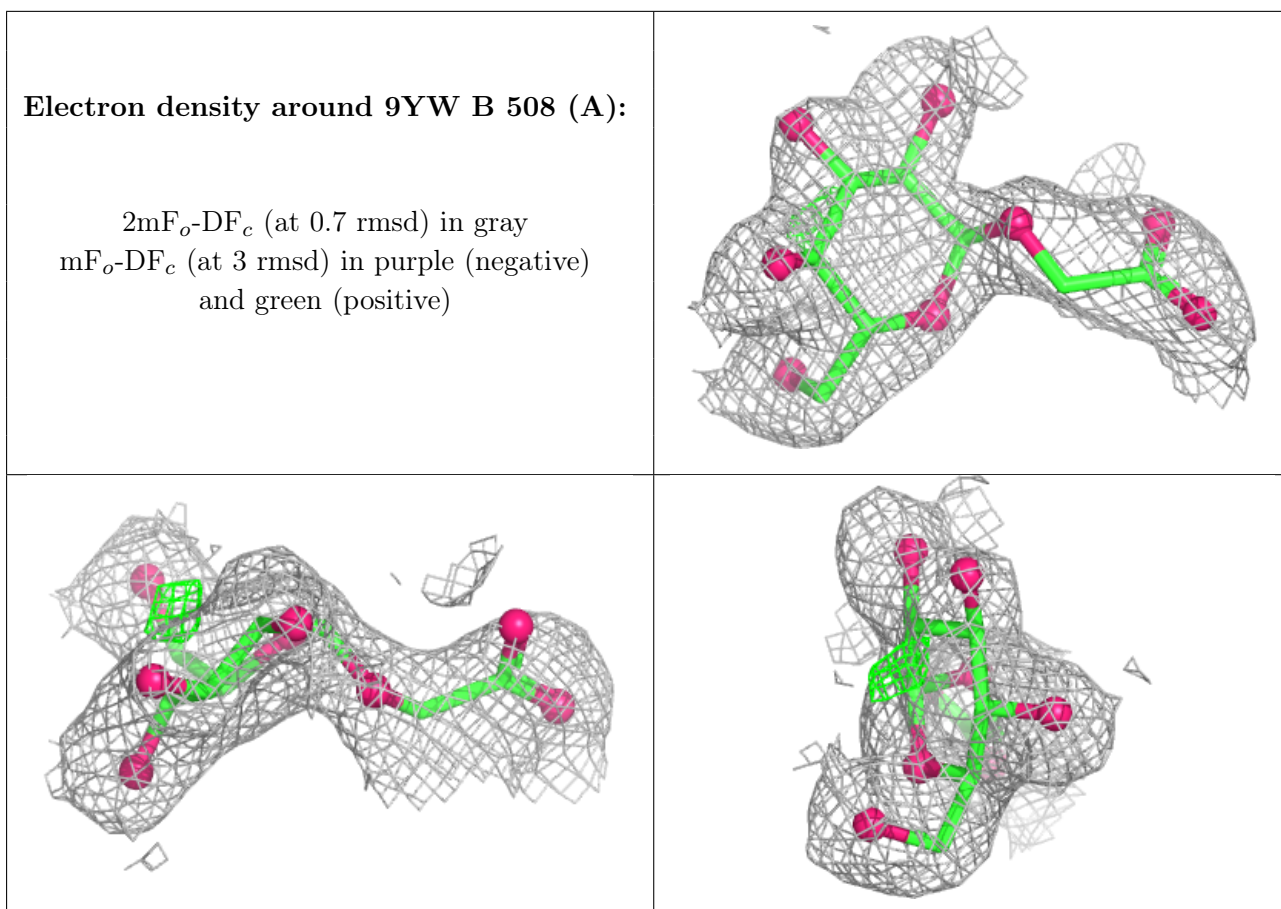 Electron density around 9YW B 508 (A):
2mFo-DFc (at 0.7 rmsd) in gray
mFo-DFc (at 3 rmsd) in purple (negative)
and green (positive)